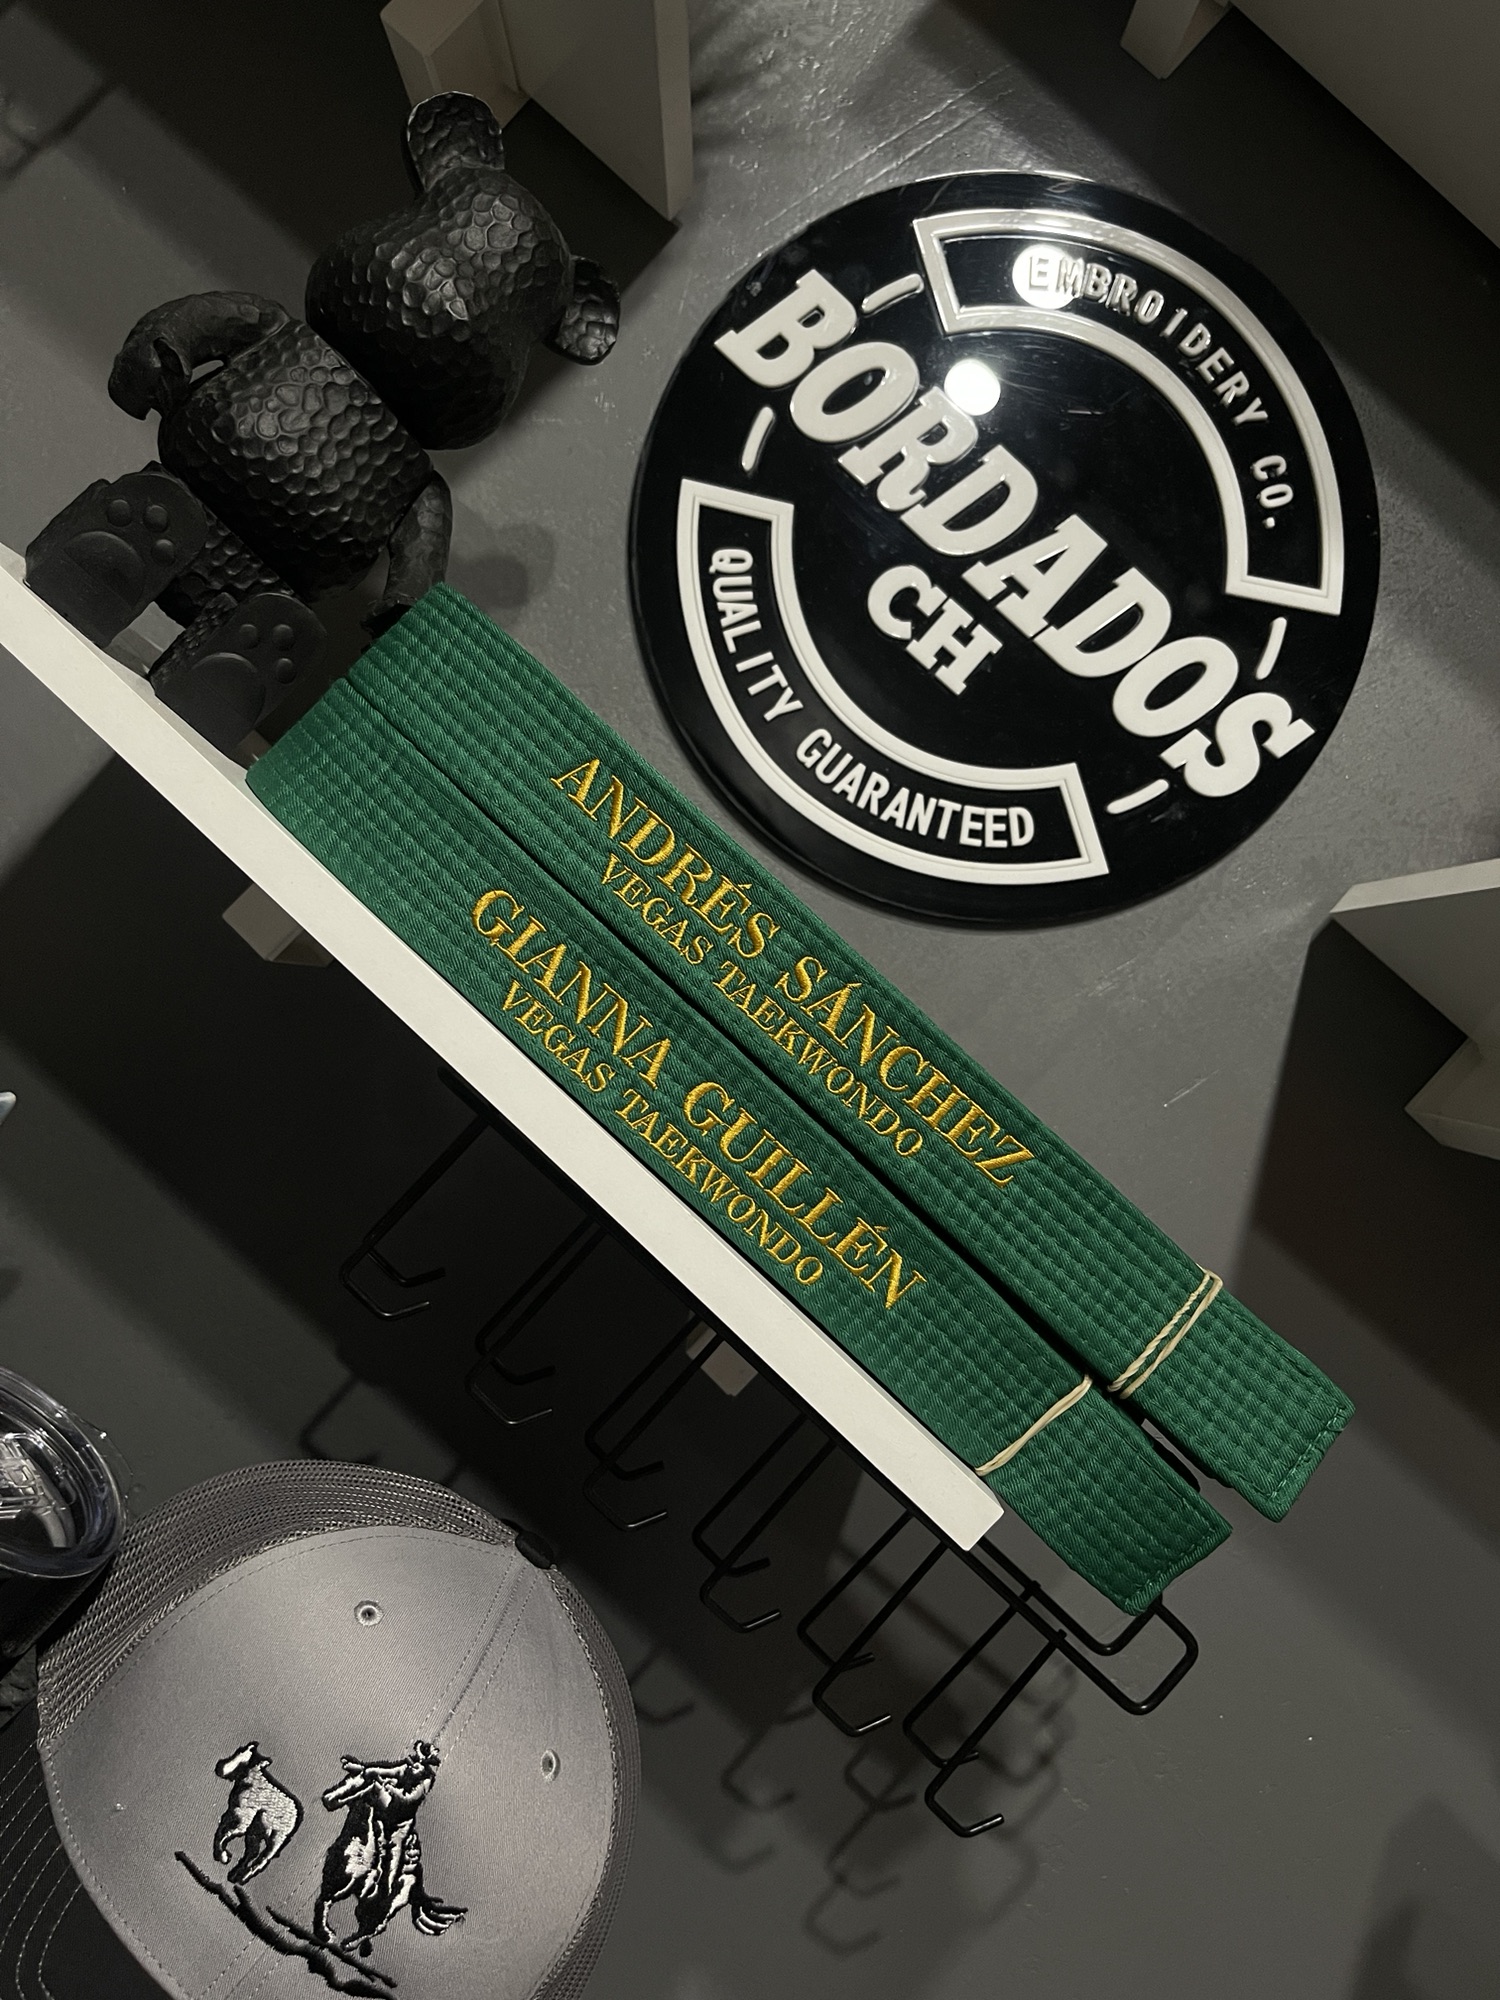 EMBROIDERY CO.
BORDADOS
CH
QUALITY GUARANTEED
ANDRÉS SÁNCHEZ
VEGAS TAEKWONDO
GIANNA GUILLÉN
VEGAS TAEKWONDO